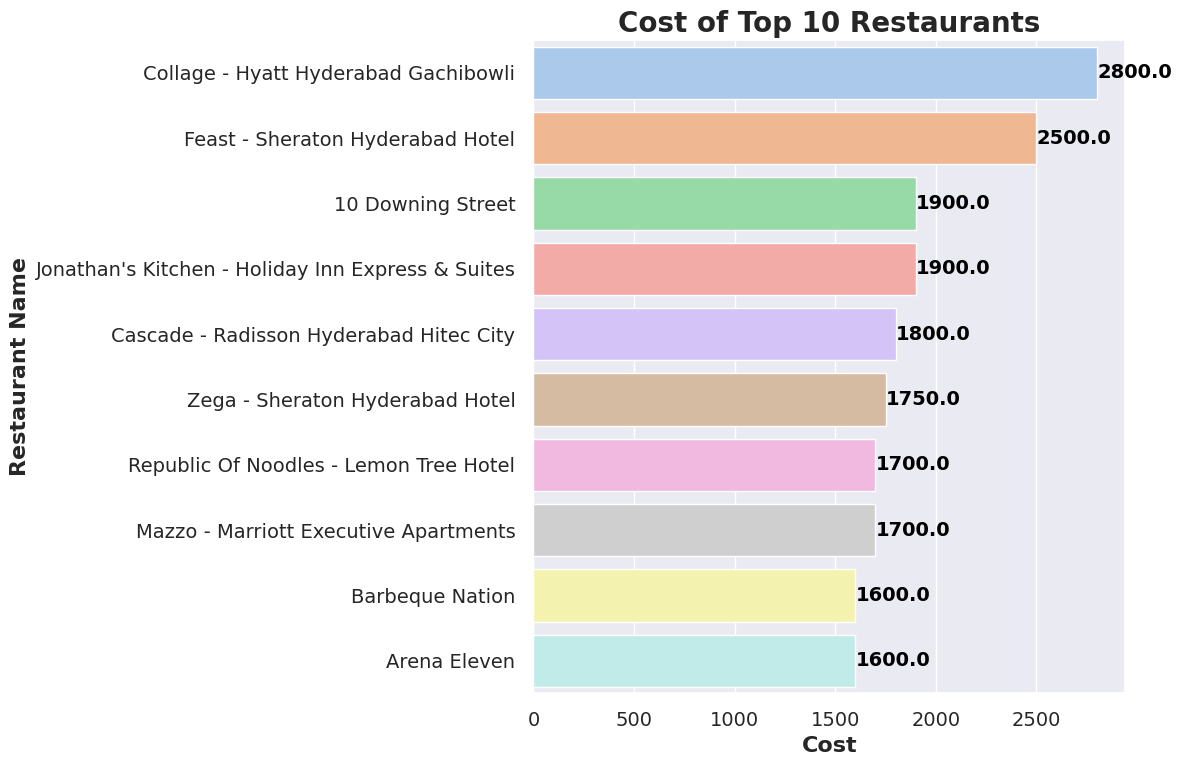 Cost of Top 10 Restaurants
Restaurant Name
Collage - Hyatt Hyderabad Gachibowli 2800.0
Feast - Sheraton Hyderabad Hotel 2500.0
10 Downing Street 1900.0
Jonathan's Kitchen - Holiday Inn Express & Suites 1900.0
Cascade - Radisson Hyderabad Hitec City 1800.0
Zega - Sheraton Hyderabad Hotel 1750.0
Republic Of Noodles - Lemon Tree Hotel 1700.0
Mazzo - Marriott Executive Apartments 1700.0
Barbeque Nation 1600.0
Arena Eleven 1600.0
0 500 1000 1500 2000 2500
Cost